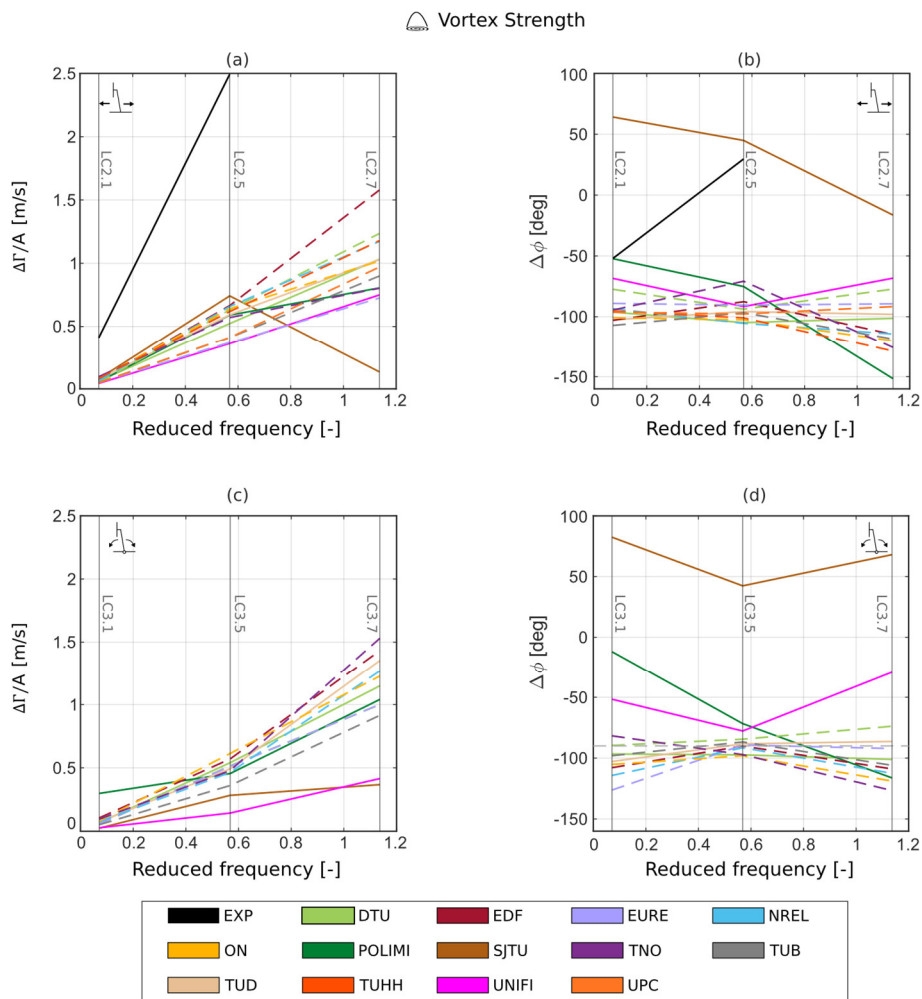 Vortex Strength
(a)
(b)
2.5
2
1.5
1
0.5
0
ΔΓ/A [m/s]
LC2.1
LC2.5
LC2.7
0 0.2 0.4 0.6 0.8 1 1.2
Reduced frequency [-]
100
50
0
-50
-100
-150
Δϕ [deg]
LC2.1
LC2.5
LC2.7
0 0.2 0.4 0.6 0.8 1 1.2
Reduced frequency [-]
(c)
(d)
2.5
2
1.5
1
0.5
0
ΔΓ/A [m/s]
LC3.1
LC3.5
LC3.7
0 0.2 0.4 0.6 0.8 1 1.2
Reduced frequency [-]
100
50
0
-50
-100
-150
Δϕ [deg]
LC3.1
LC3.5
LC3.7
0 0.2 0.4 0.6 0.8 1 1.2
Reduced frequency [-]
EXP DTU EDF EURE NREL
ON POLIMI SJTU TNO TUB
TUD TUHH UNIFI UPC